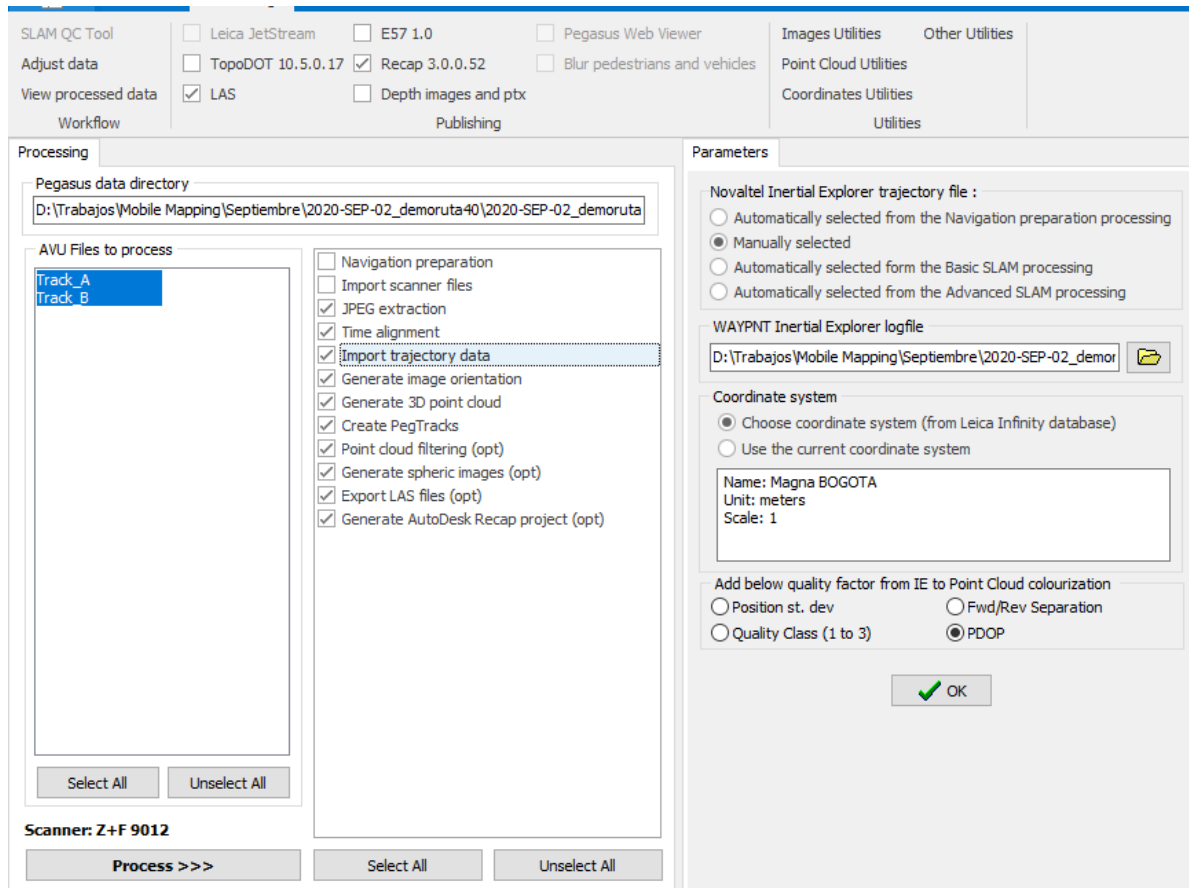 SLAM QC Tool
Adjust data
View processed data
Workflow
Leica JetStream
TopoDOT 10.5.0.17
LAS
E57 1.0
Recap 3.0.0.52
Depth images and ptx
Pegasus Web Viewer
Blur pedestrians and vehicles
Publishing
Images Utilities
Point Cloud Utilities
Coordinates Utilities
Other Utilities
Utilities
Processing
Pegasus data directory
D:\Trabajos\Mobile Mapping\Septiembre\2020-SEP-02_demoruta40\2020-SEP-02_demoruta
AVU Files to process
Track_A
Track_B
Select All
Unselect All
Scanner: Z+F 9012
Process >>>
Navigation preparation
Import scanner files
JPEG extraction
Time alignment
Import trajectory data
Generate image orientation
Generate 3D point cloud
Create PegTracks
Point cloud filtering (opt)
Generate spheric images (opt)
Export LAS files (opt)
Generate AutoDesk Recap project (opt)
Select All
Unselect All
Parameters
Novaltel Inertial Explorer trajectory file :
Automatically selected from the Navigation preparation processing
Manually selected
Automatically selected form the Basic SLAM processing
Automatically selected from the Advanced SLAM processing
WAYPNT Inertial Explorer logfile
D:\Trabajos\Mobile Mapping\Septiembre\2020-SEP-02_demor
Coordinate system
Choose coordinate system (from Leica Infinity database)
Use the current coordinate system
Name: Magna BOGOTA
Unit: meters
Scale: 1
Add below quality factor from IE to Point Cloud colourization
Position st. dev
Fwd/Rev Separation
Quality Class (1 to 3)
PDOP
OK